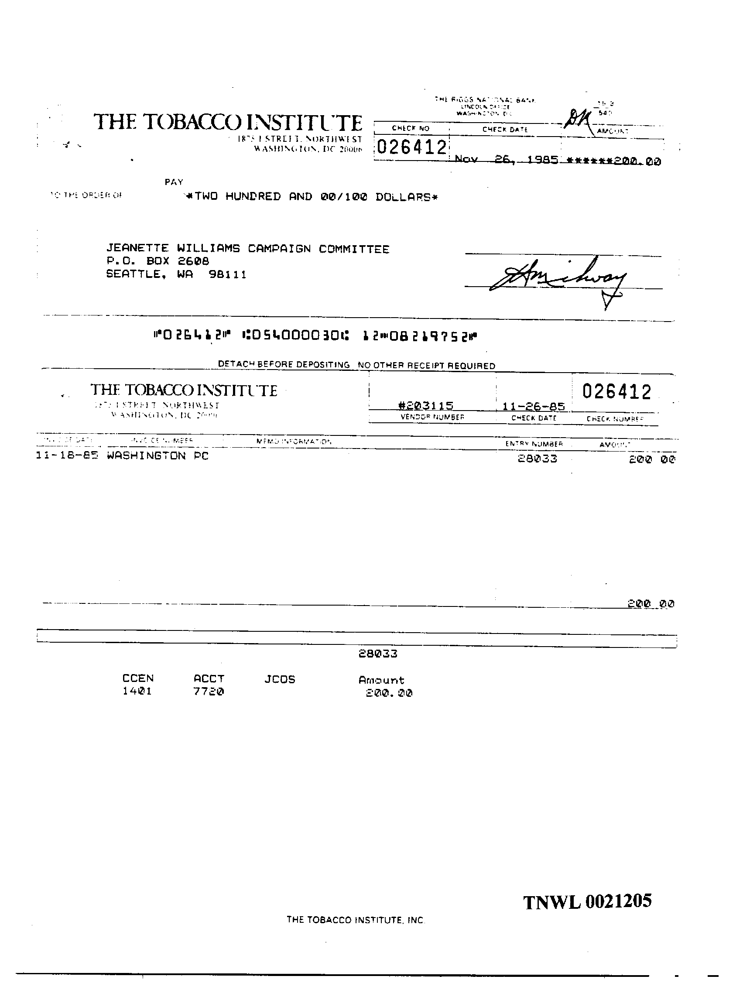 THE RIGGS NATIONAL BANK
LINCOLN OFFICE
WASHINGTON D.C.
15-3
540
THE TOBACCO INSTITUTE
1875 I STREET, NORTHWEST
WASHINGTON, DC 20006
CHECK NO
CHECK DATE
AMOUNT
026412
Nov 26, 1985 ******200.00
PAY
TO THE ORDER OF
*TWO HUNDRED AND 00/100 DOLLARS*
JEANETTE WILLIAMS CAMPAIGN COMMITTEE
P.O. BOX 2608
SEATTLE, WA 98111
⑈026412⑈ ⑆054000030⑆ 12⑉08219752⑈
DETACH BEFORE DEPOSITING NO OTHER RECEIPT REQUIRED
THE TOBACCO INSTITUTE
1875 I STREET, NORTHWEST
WASHINGTON, DC 20006
#203115
11-26-85
026412
VENDOR NUMBER
CHECK DATE
CHECK NUMBER
INVOICE DATE
INVOICE NUMBER
MEMO INFORMATION
ENTRY NUMBER
AMOUNT
11-18-85 WASHINGTON PC 28033 200 00
200 00
28033
CCEN ACCT JCOS Amount
1401 7720 200.00
TNWL 0021205
THE TOBACCO INSTITUTE, INC.